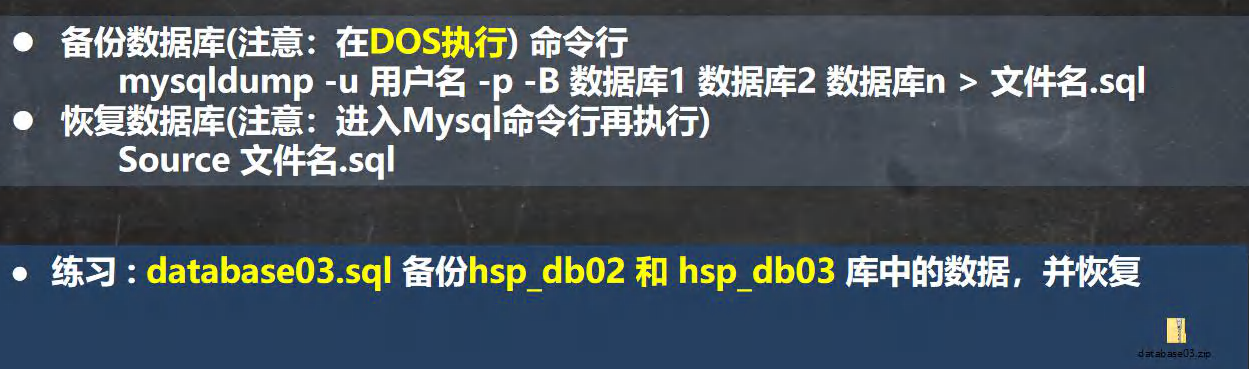 ● 备份数据库(注意：在DOS执行) 命令行
mysqldump -u 用户名 -p -B 数据库1 数据库2 数据库n > 文件名.sql
● 恢复数据库(注意：进入Mysql命令行再执行)
Source 文件名.sql
● 练习 : database03.sql 备份hsp_db02 和 hsp_db03 库中的数据，并恢复
database03.zip